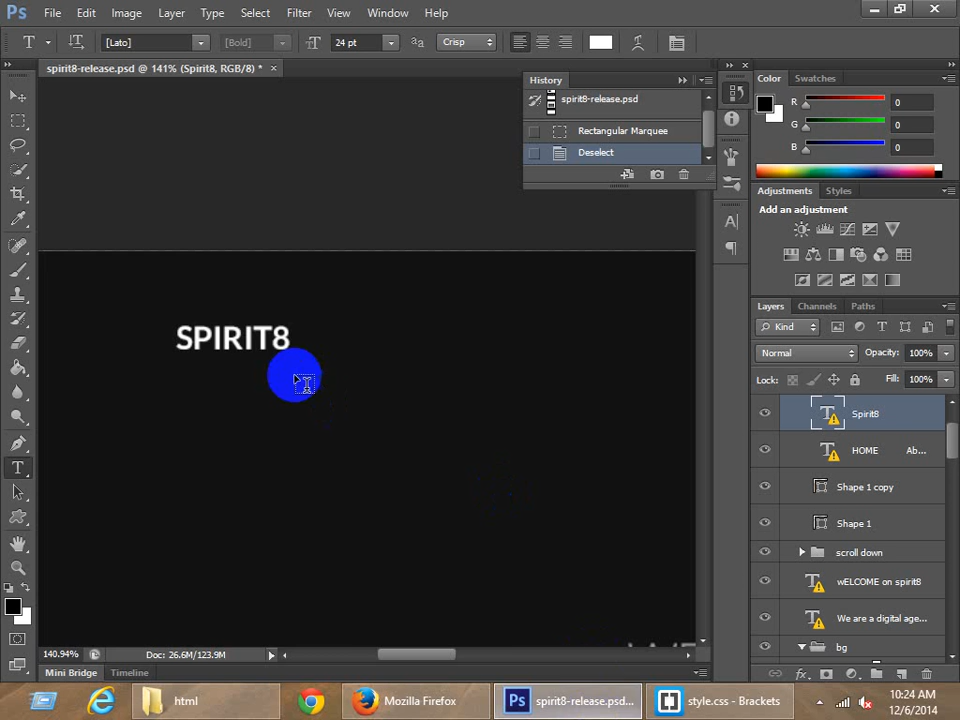 Ps File Edit Image Layer Type Select Filter View Window Help
T [Lato] [Bold] 24 pt aa Crisp
spirit8-release.psd @ 141% (Spirit8, RGB/8) * ×
History
spirit8-release.psd
Rectangular Marquee
Deselect
Color Swatches
R 0
G 0
B 0
Adjustments Styles
Add an adjustment
Layers Channels Paths
Kind
Normal Opacity: 100%
Lock: Fill: 100%
Spirit8
HOME Ab...
Shape 1 copy
Shape 1
scroll down
wELCOME on spirit8
We are a digital age...
bg
SPIRIT8
140.94% Doc: 26.6M/123.9M
Mini Bridge Timeline
html
Mozilla Firefox
Ps spirit8-release.psd...
style.css - Brackets
10:24 AM
12/6/2014